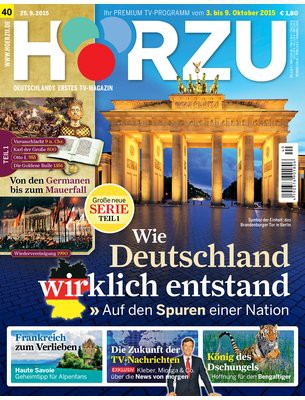 40
25.9.2015
WWW.HOERZU.DE
Ihr PREMIUM TV-PROGRAMM vom 3. bis 9. Oktober 2015 € 1,80
HÖRZU
DEUTSCHLANDS ERSTES TV-MAGAZIN
TEIL 1
Varusschlacht 9 n. Chr.
Karl der Große 800
Otto I. 955
Die Goldene Bulle 1356
Von den Germanen
bis zum Mauerfall
Wiedervereinigung 1990
Große neue
SERIE
TEIL 1
Symbol der Einheit: das
Brandenburger Tor in Berlin
Wie
Deutschland
wirklich entstand
» Auf den Spuren einer Nation
Frankreich
zum Verlieben
Haute Savoie
Geheimtipp für Alpenfans
Die Zukunft der
TV-Nachrichten
EXKLUSIV Kleber, Miosga & Co.
über die News von morgen
König des
Dschungels
Hoffnung für den Bengaltiger